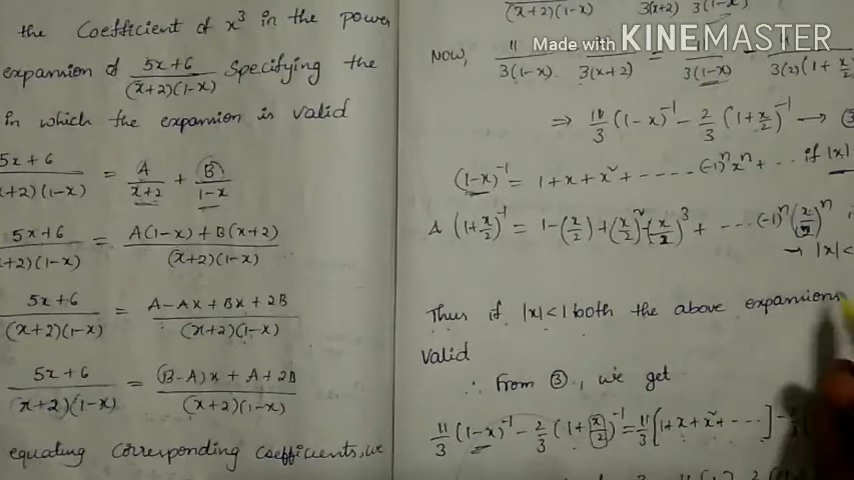 the Coefficient of x³ in the power
expansion of 5x+6/(x+2)(1-x) Specifying the
in which the expansion is valid
5x+6/(x+2)(1-x) = A/x+2 + B/1-x
5x+6/(x+2)(1-x) = A(1-x)+B(x+2)/(x+2)(1-x)
5x+6/(x+2)(1-x) = A-Ax+Bx+2B/(x+2)(1-x)
5x+6/(x+2)(1-x) = (B-A)x+A+2B/(x+2)(1-x)
equating corresponding coefficients, we
(x+2)(1-x) 3(x+2) 3(1-x)
Made with KINEMASTER
Now, 11/3(1-x) 3(x+2) 3(1-x) 3(2)(1+x/2
⇒ 11/3 (1-x)⁻¹ - 2/3 (1+x/2)⁻¹ → (3
(1-x)⁻¹ = 1+x+x²+ ----- (-1)ⁿxⁿ+ .. if |x|
A (1+x/2)⁻¹ = 1-(x/2)+(x/2)²-(x/2)³+ ---(-1)ⁿ(x/2)ⁿ
→ |x|<
Thus if |x|<1 both the above expansions
valid
∴ From ③, we get
11/3 (1-x)⁻¹ - 2/3 (1+x/2)⁻¹ = 11/3 [1+x+x²+ ----] -